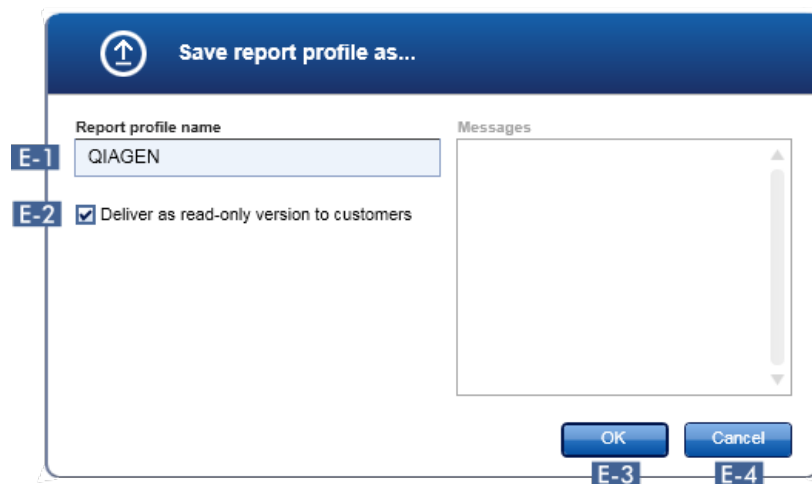 Save report profile as...
Report profile name
Messages
E-1
QIAGEN
E-2
Deliver as read-only version to customers
OK
Cancel
E-3
E-4